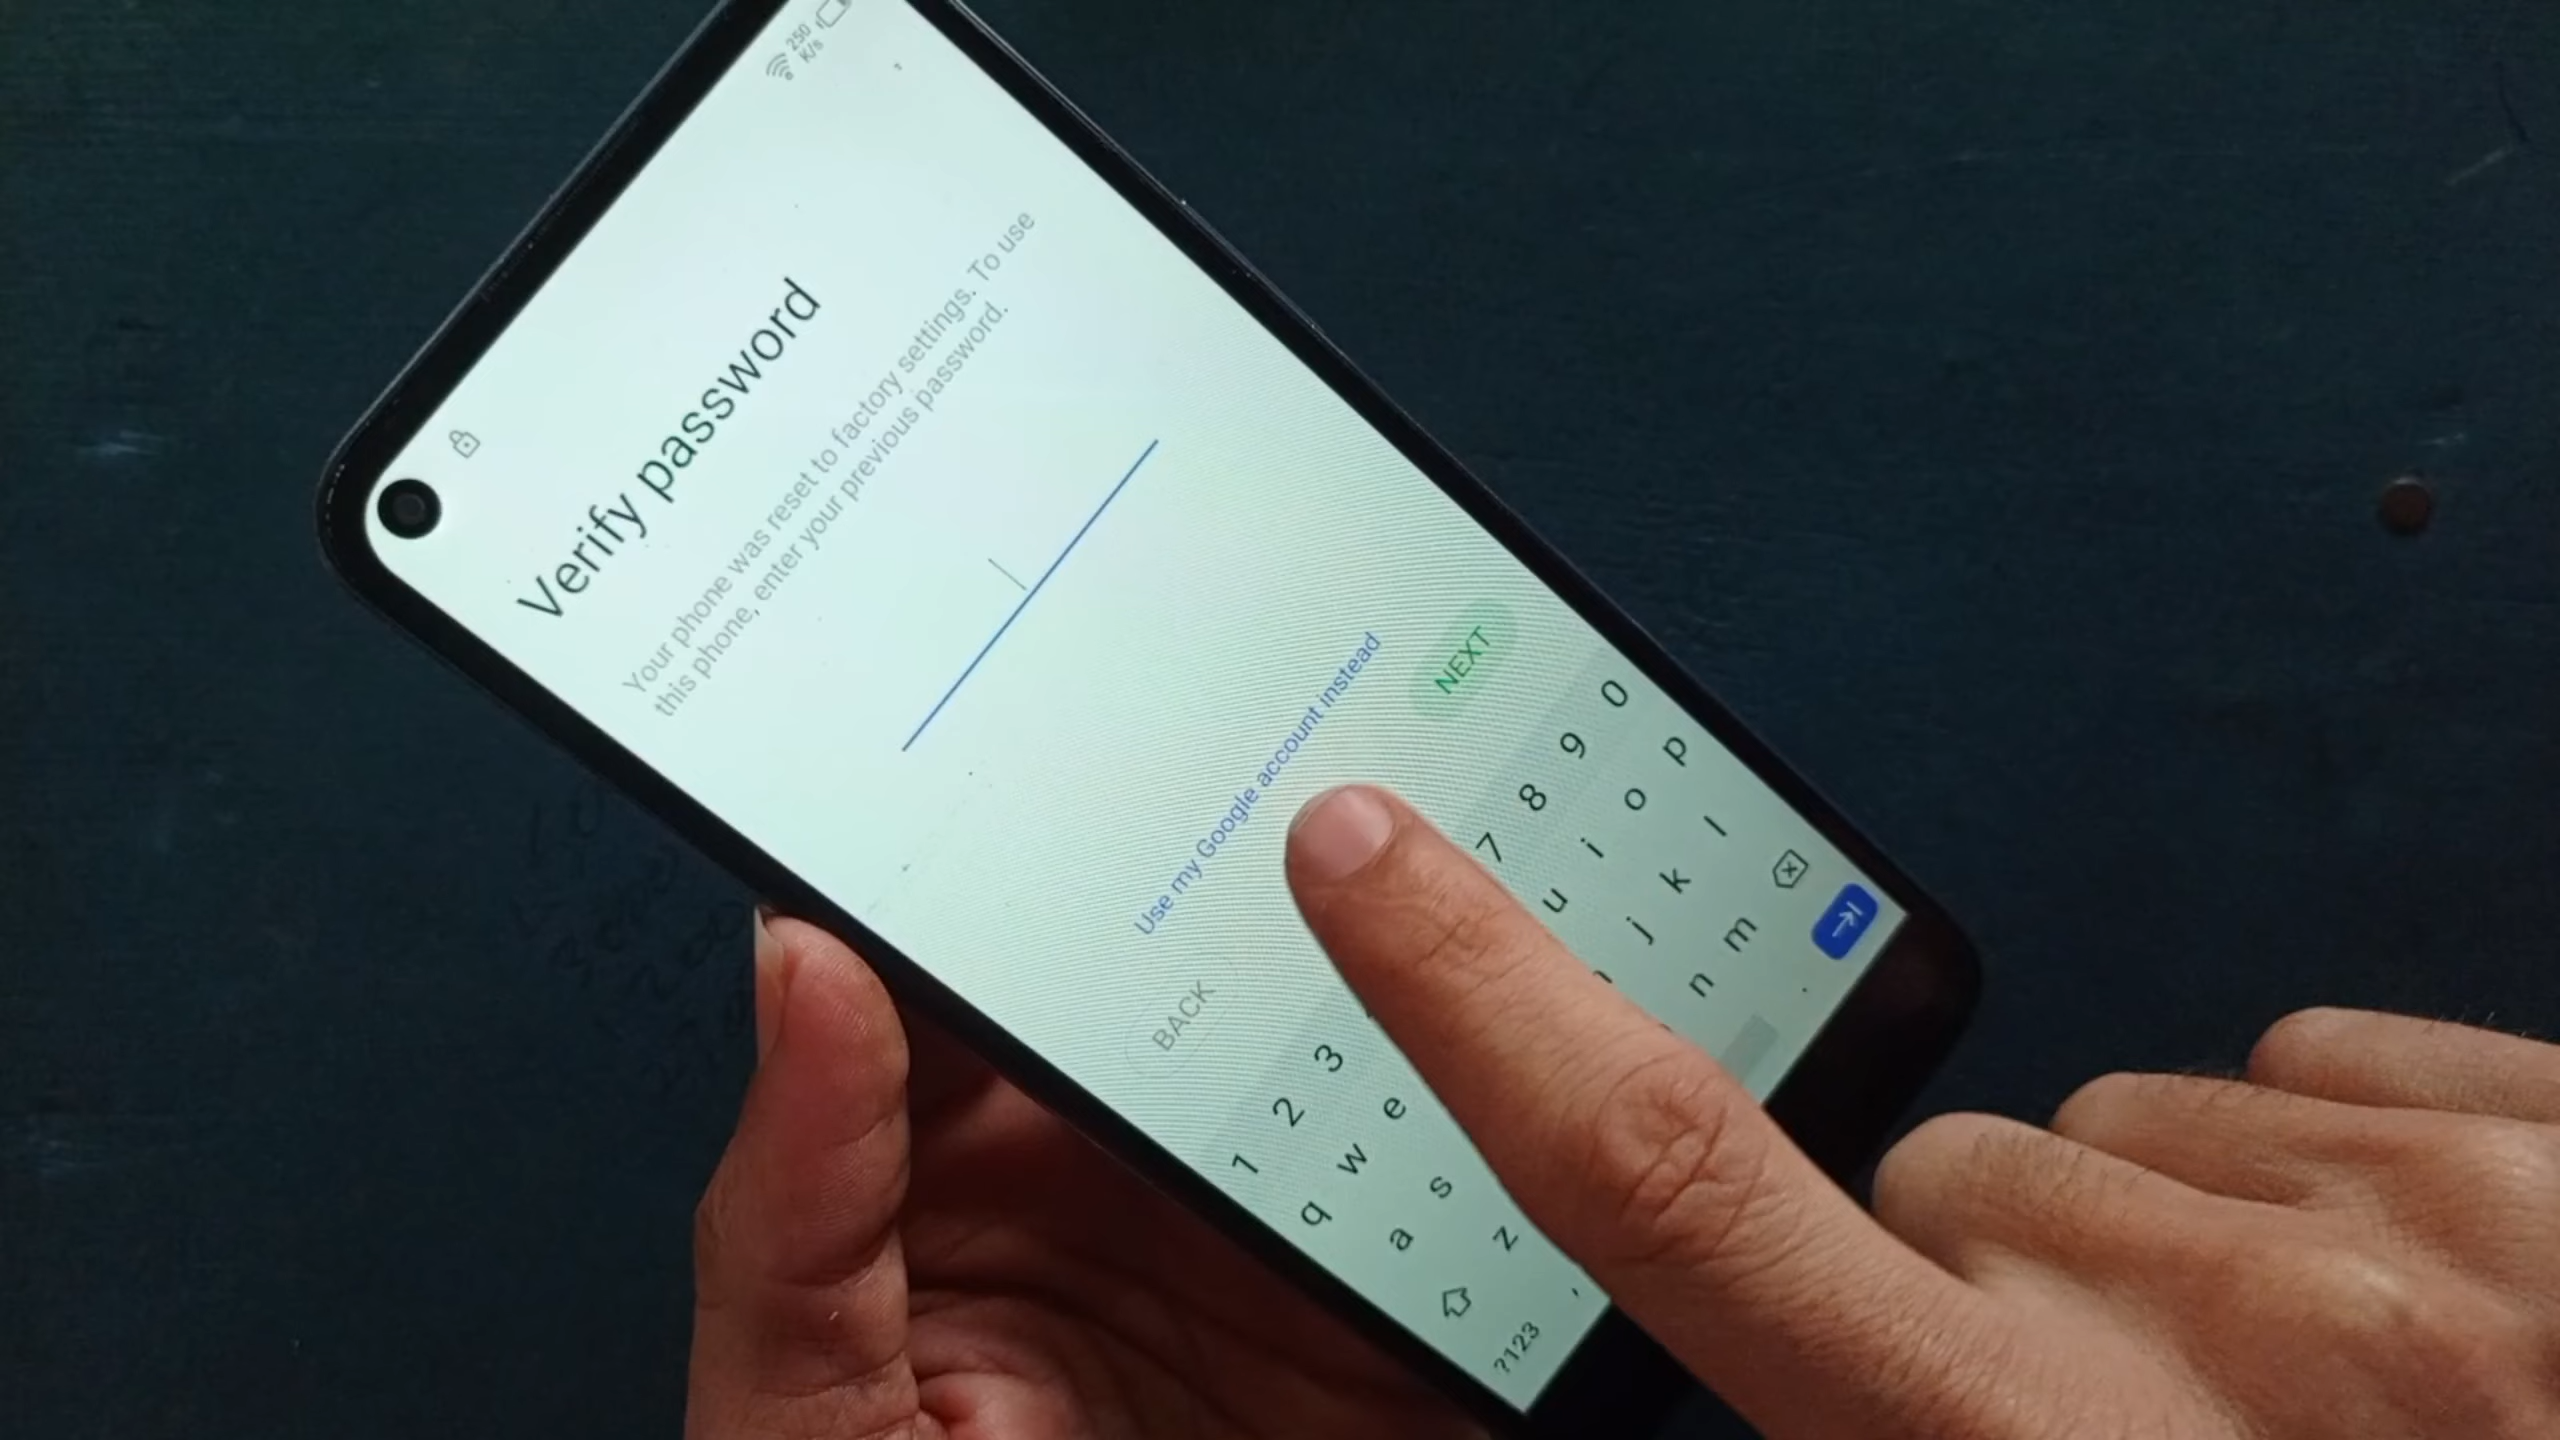 250
K/s
Verify password
Your phone was reset to factory settings. To use
this phone, enter your previous password.
Use my Google account instead
BACK
NEXT
1 2 3 7 8 9 0
q w e u i o p
a s j k l
z n m
?123 , .